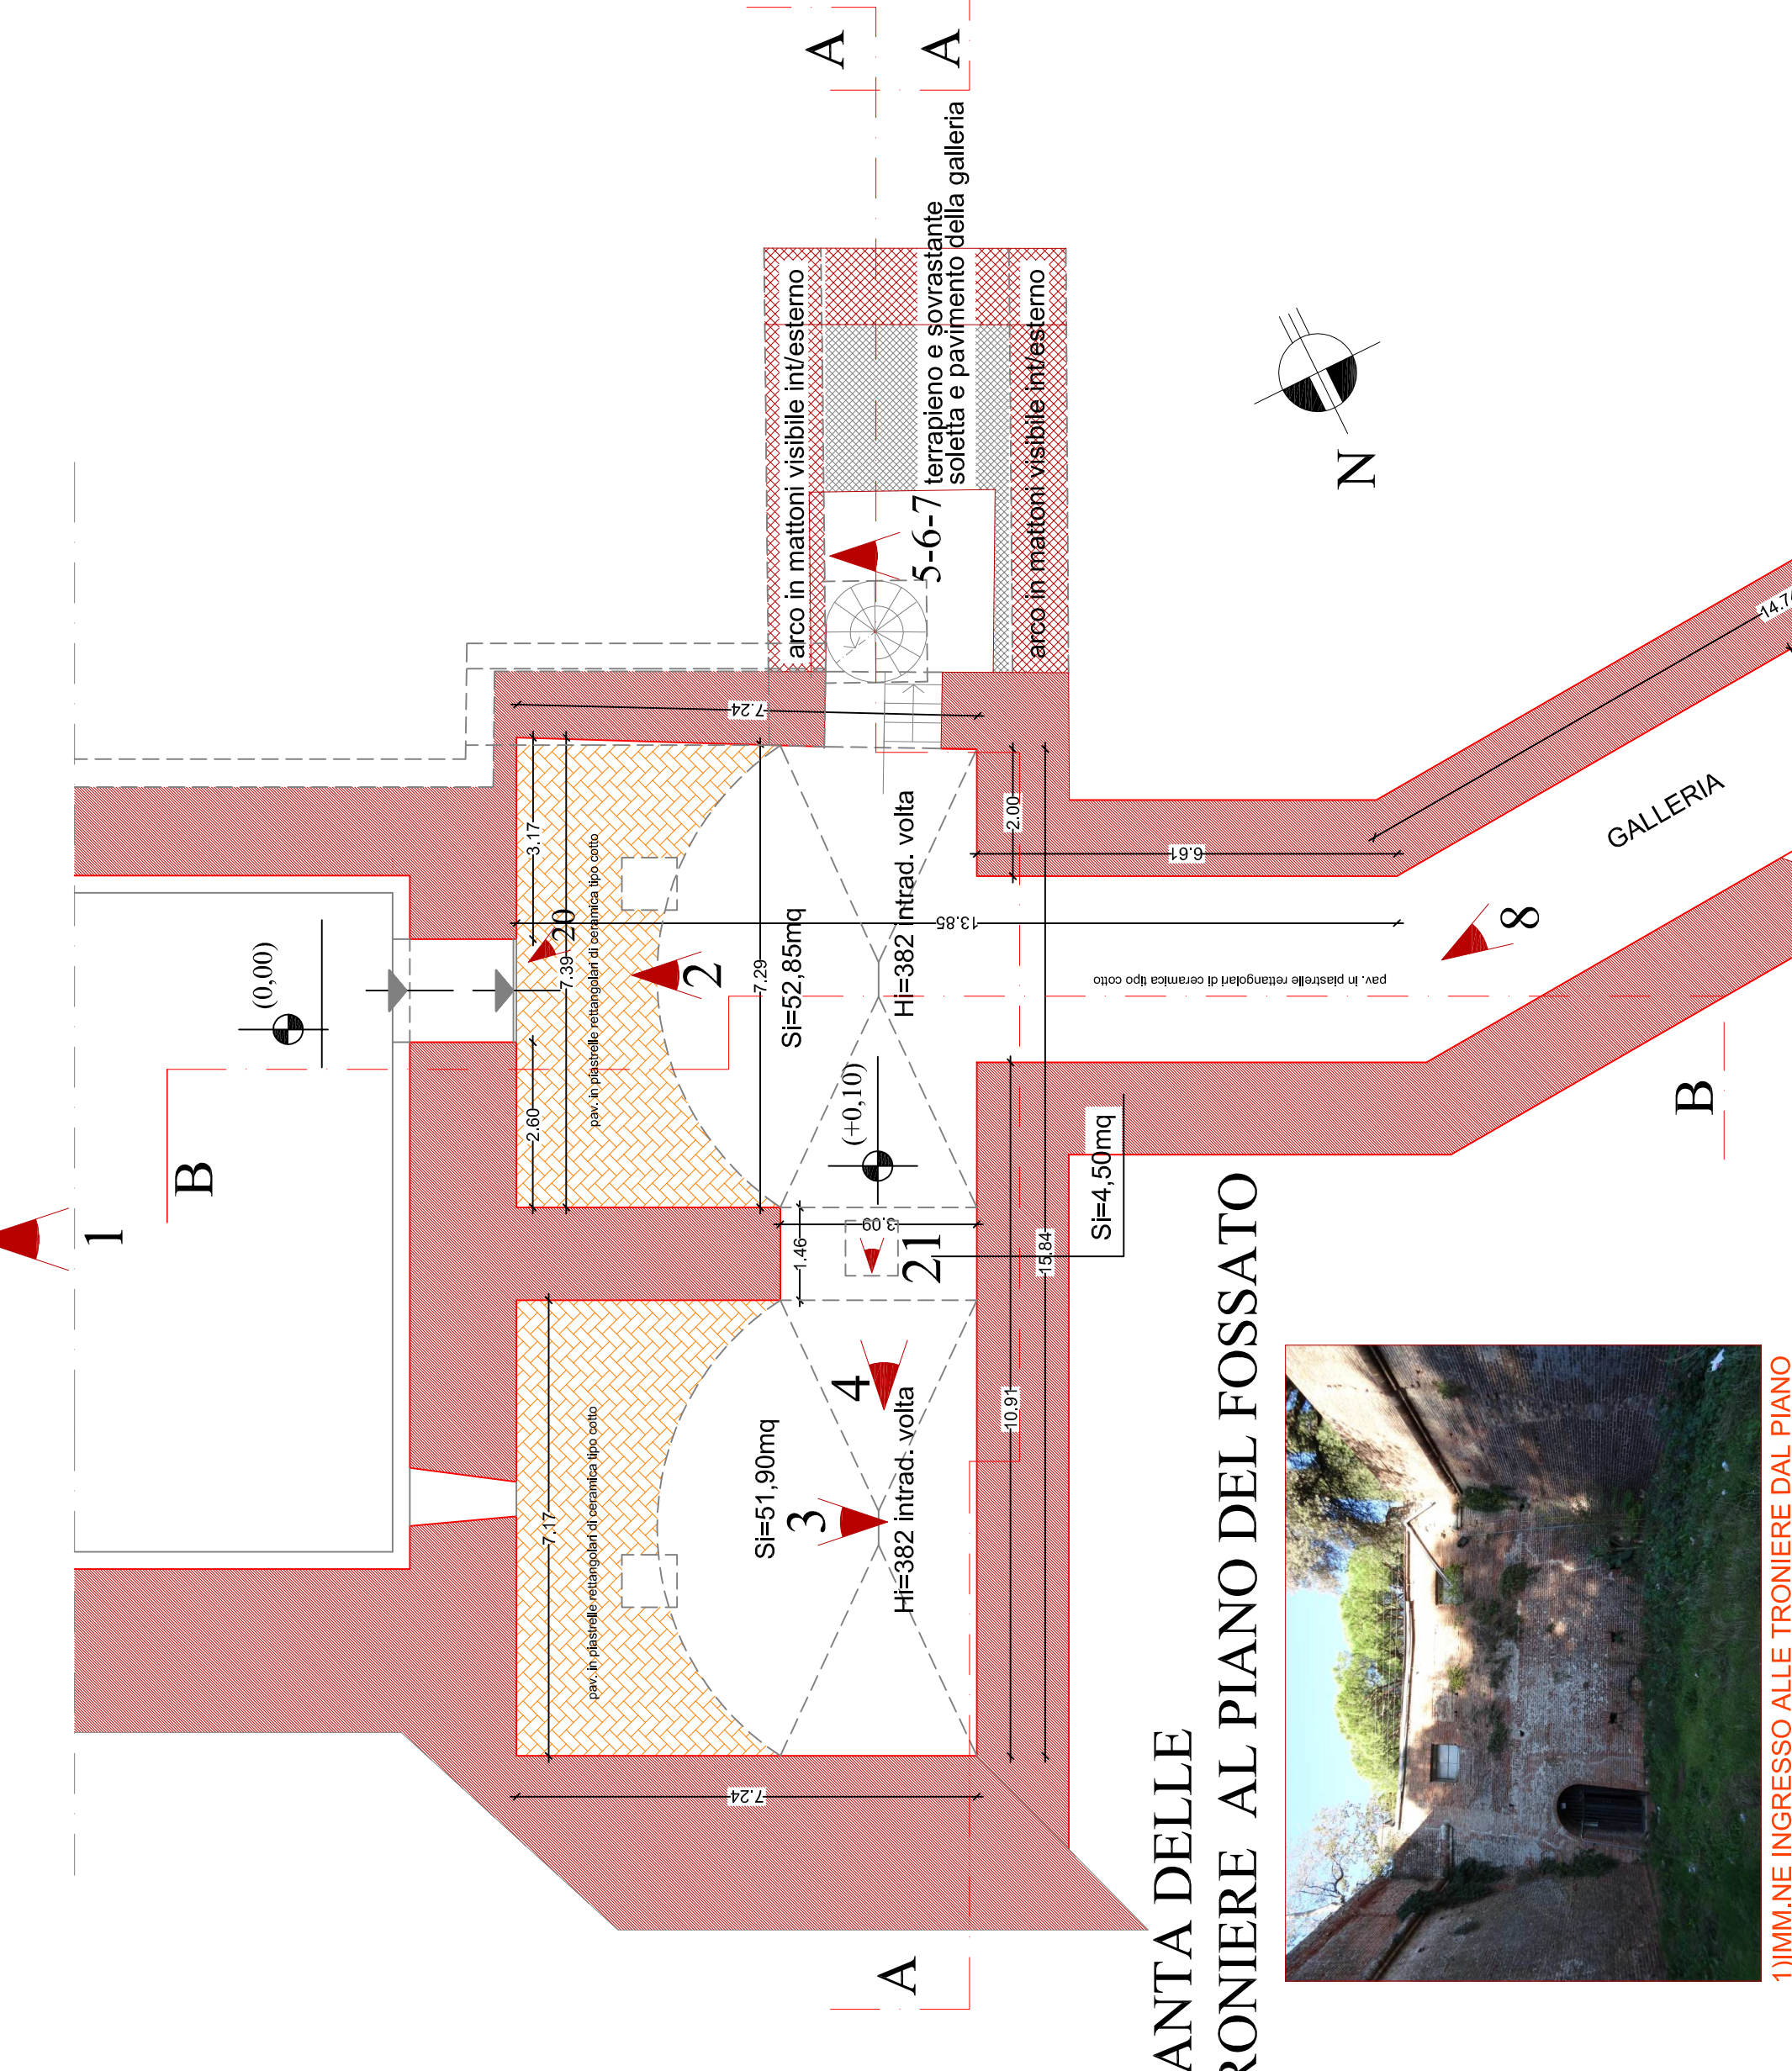 A
A
arco in mattoni visibile int/esterno
terrapieno e sovrastante
soletta e pavimento della galleria
arco in mattoni visibile int/esterno
5-6-7
N
7.24
3.17
7.39
7.29
2.00
6.61
13.85
14.7
GALLERIA
8
20
2
(0,00)
pav. in piastrelle rettangolari di ceramica tipo cotto
Si=52,85mq
Hi=382 intrad. volta
pav. in piastrelle rettangolari di ceramica tipo cotto
(+0,10)
2.60
B
B
1
3.09
1.46
21
15.84
Si=4,50mq
10.91
4
3
7.17
pav. in piastrelle rettangolari di ceramica tipo cotto
Si=51,90mq
Hi=382 intrad. volta
7.24
A
ANTA DELLE
RONIERE AL PIANO DEL FOSSATO
1)IMM.NE INGRESSO ALLE TRONIERE DAL PIANO